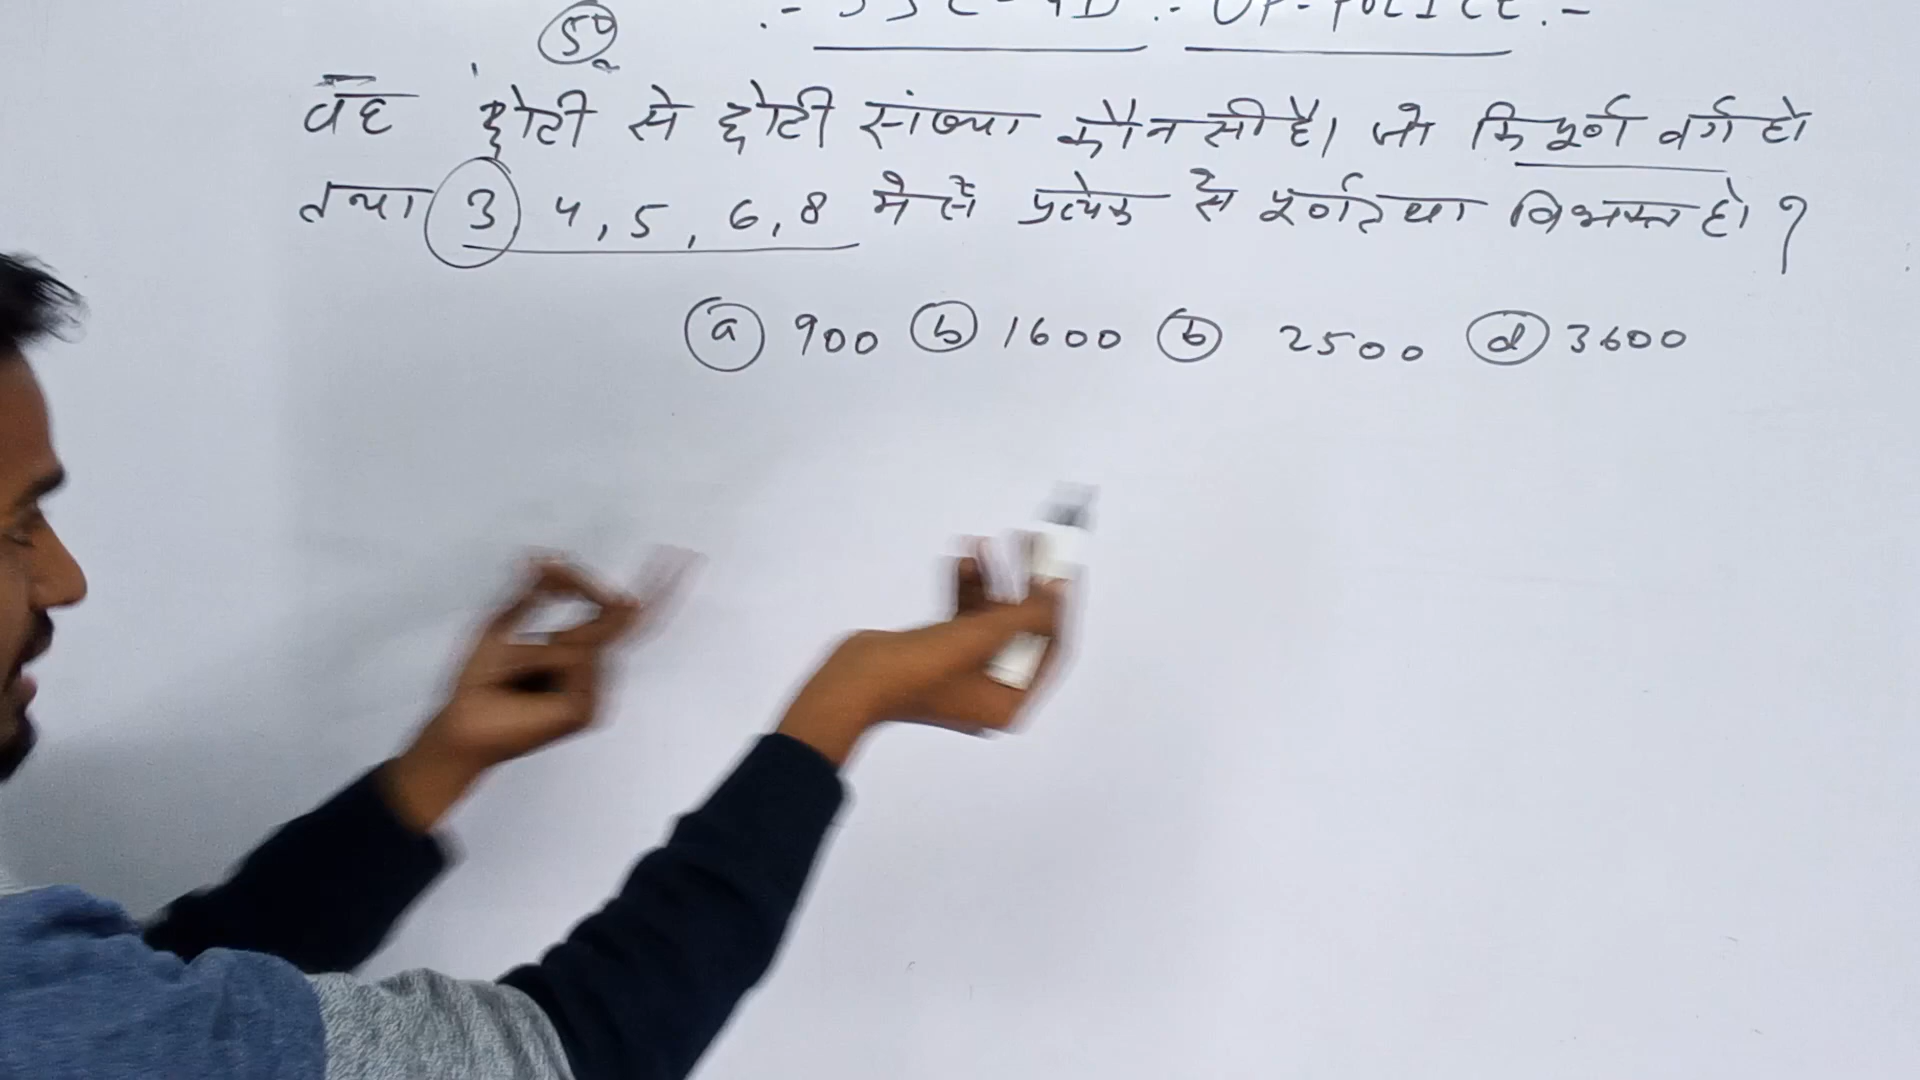 .- SSC-GD .- UP-POLICE .-
वह छोटी से छोटी संख्या कौन सी है। जो कि पूर्ण वर्ग हो
तथा 3 4, 5, 6, 8 मे से प्रत्येक से पूर्णतया विभक्त हो ?
a 900 b 1600 b 2500 d 3600